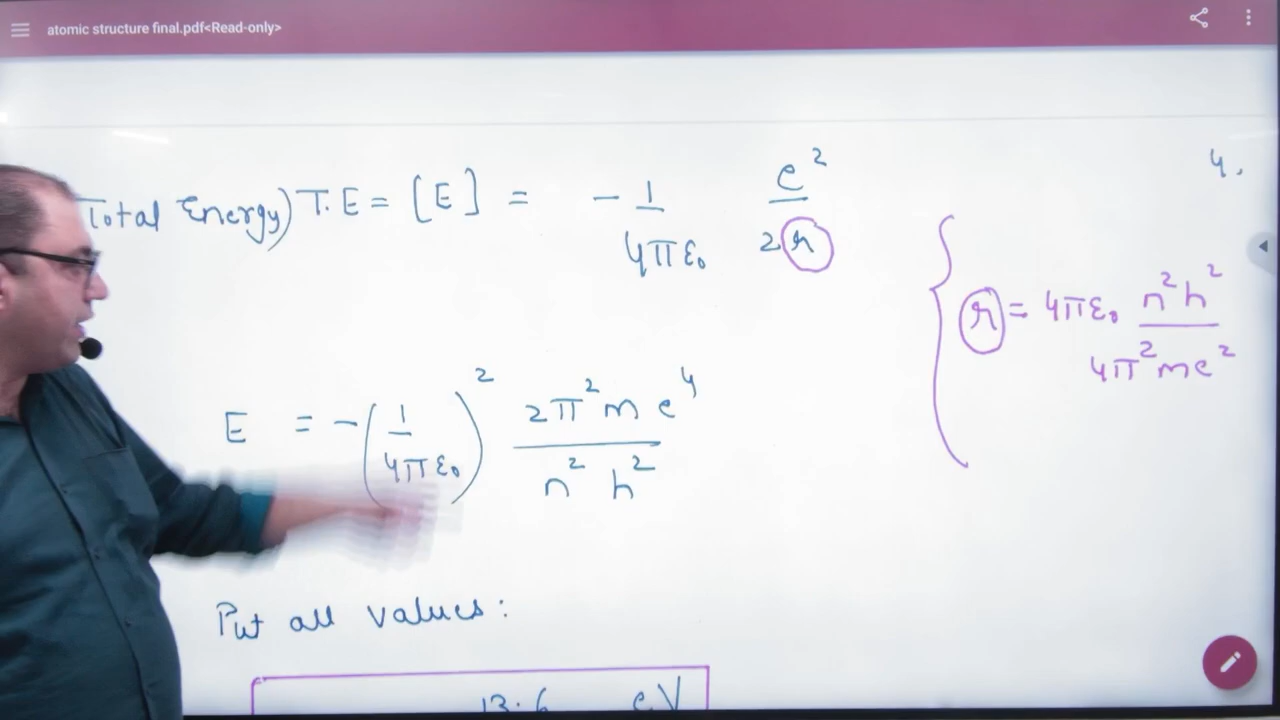 atomic structure final.pdf<Read-only>
4.
Total Energy) T.E = [E] = - 1/4πε₀ e²/2r
{ r = 4πε₀ n²h²/4π²me²
E = -(1/4πε₀)² 2π²me⁴/n²h²
Put all values:
13.6 eV